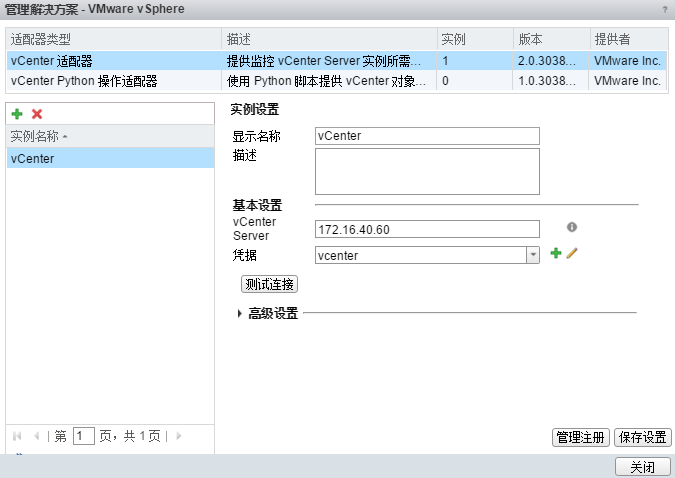 管理解决方案 - VMware vSphere
?
适配器类型 描述 实例 版本 提供者
vCenter 适配器 提供监控 vCenter Server 实例所需... 1 2.0.3038... VMware Inc.
vCenter Python 操作适配器 使用 Python 脚本提供 vCenter 对象... 0 1.0.3038... VMware Inc.
实例名称
vCenter
第 1 页，共 1 页
实例设置
显示名称 vCenter
描述
基本设置
vCenter Server 172.16.40.60
凭据 vcenter
测试连接
高级设置
管理注册 保存设置
关闭